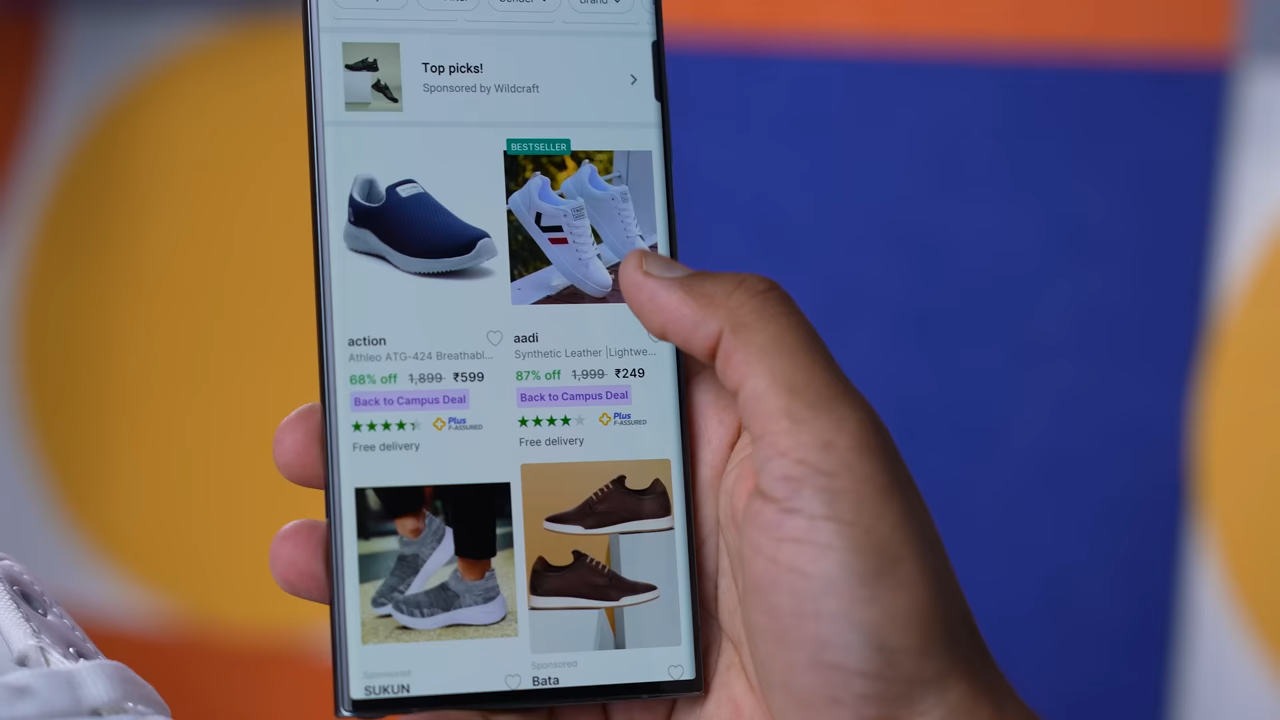 Gender
Brand
Top picks!
Sponsored by Wildcraft
BESTSELLER
action
Athleo ATG-424 Breathabl...
68% off 1,899 ₹599
Back to Campus Deal
Plus
F-ASSURED
Free delivery
aadi
Synthetic Leather |Lightwe...
87% off 1,999 ₹249
Back to Campus Deal
Plus
F-ASSURED
Free delivery
Sponsored
SUKUN
Sponsored
Bata